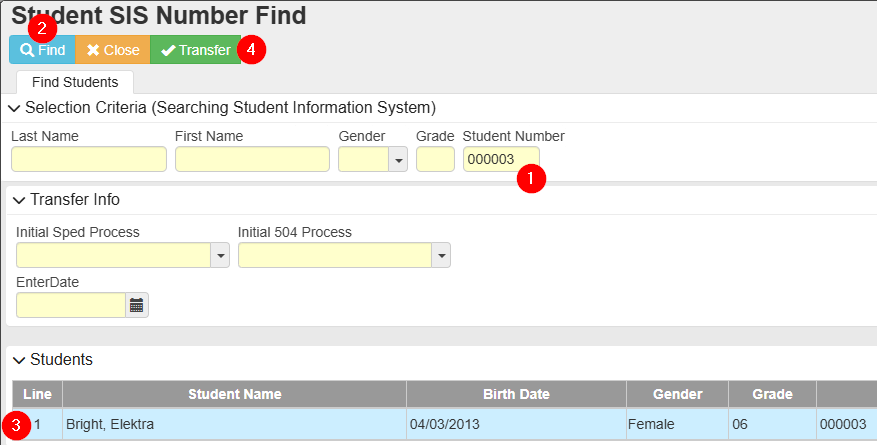 Student SIS Number Find
2
Find Close Transfer 4
Find Students
Selection Criteria (Searching Student Information System)
Last Name First Name Gender Grade Student Number
000003
1
Transfer Info
Initial Sped Process Initial 504 Process
EnterDate
Students
Line Student Name Birth Date Gender Grade
3 1 Bright, Elektra 04/03/2013 Female 06 000003